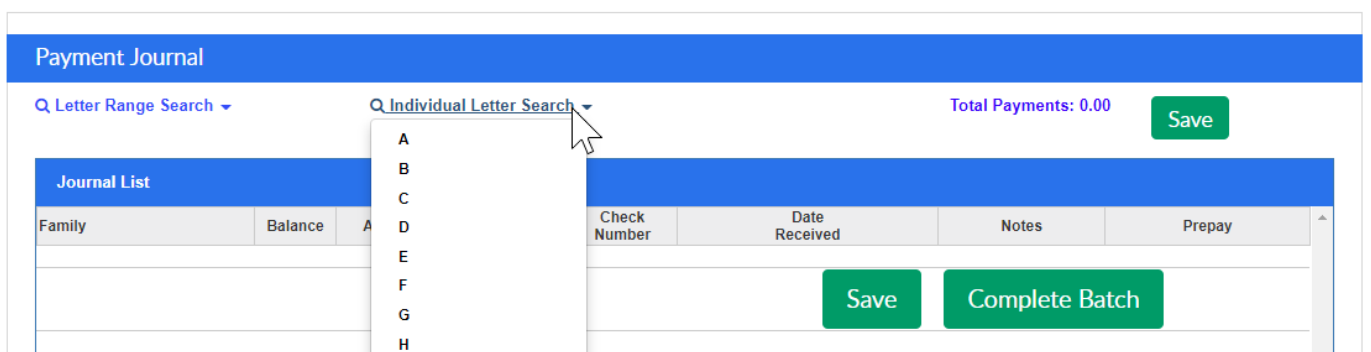 Payment Journal
Letter Range Search
Individual Letter Search
Total Payments: 0.00
Save
A
B
C
D
E
F
G
H
Journal List
Family
Balance
A
Check
Number
Date
Received
Notes
Prepay
Save
Complete Batch